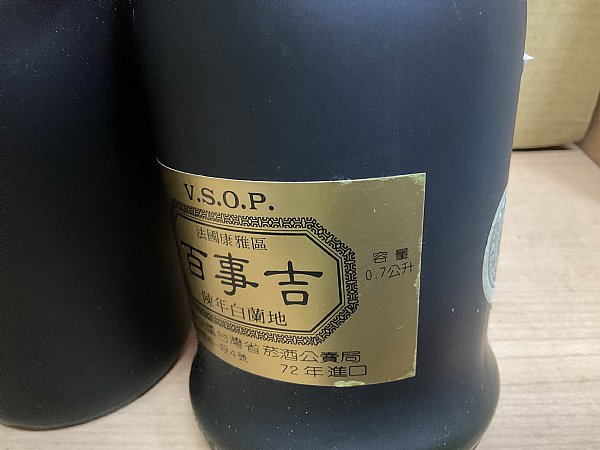 V.S.O.P.
法國康雅區
百事吉
陳年白蘭地
容量
0.7公升
台灣省菸酒公賣局
72年進口